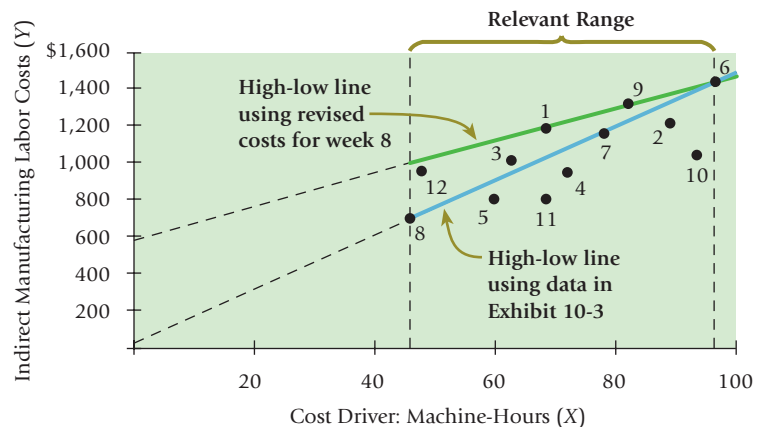 Relevant Range
Indirect Manufacturing Labor Costs (Y)
$1,600
1,400
1,200
1,000
800
600
400
200
High-low line
using revised
costs for week 8
6
9
1
2
7
3
10
12
4
5
11
8
High-low line
using data in
Exhibit 10-3
20
40
60
80
100
Cost Driver: Machine-Hours (X)